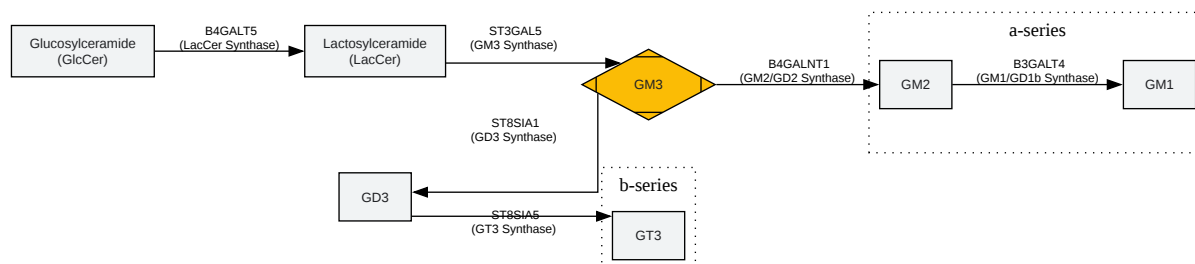 Glucosylceramide
(GlcCer)
B4GALT5
(LacCer Synthase)
Lactosylceramide
(LacCer)
ST3GAL5
(GM3 Synthase)
GM3
B4GALNT1
(GM2/GD2 Synthase)
a-series
GM2
B3GALT4
(GM1/GD1b Synthase)
GM1
ST8SIA1
(GD3 Synthase)
GD3
ST8SIA5
(GT3 Synthase)
b-series
GT3